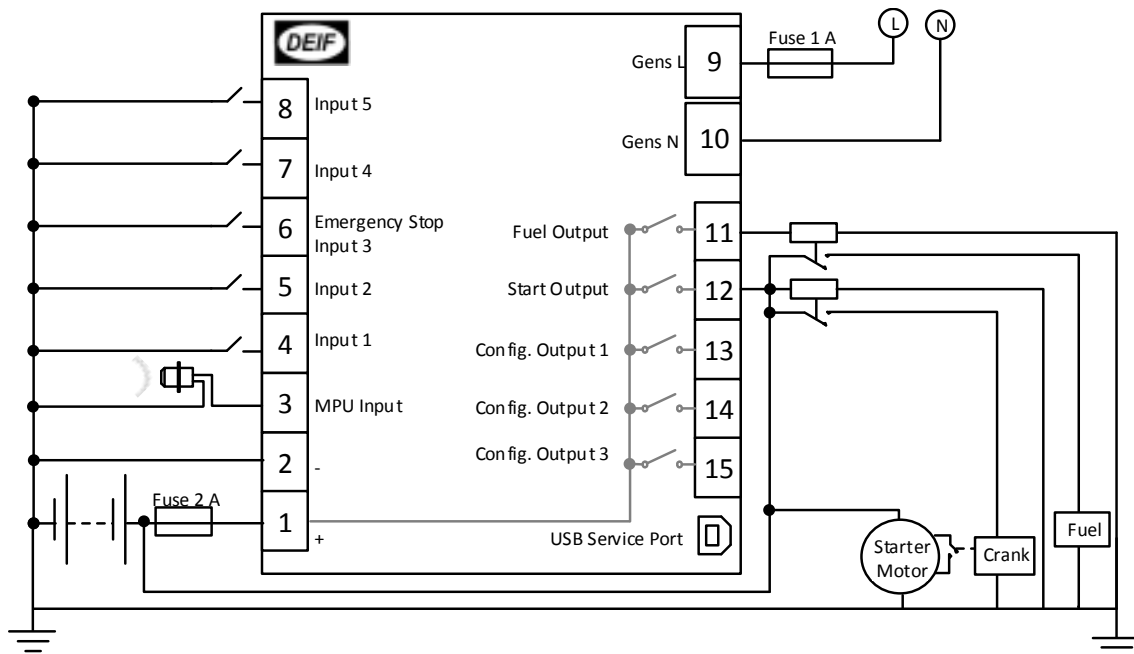 DEIF
Fuse 1 A
L
N
Gens L
9
Gens N
10
8
Input 5
7
Input 4
6
Emergency Stop
Input 3
5
Input 2
4
Input 1
3
MPU Input
2
-
Fuse 2 A
1
+
Fuel Output
11
Start Output
12
Config. Output 1
13
Config. Output 2
14
Config. Output 3
15
USB Service Port
Starter
Motor
Crank
Fuel